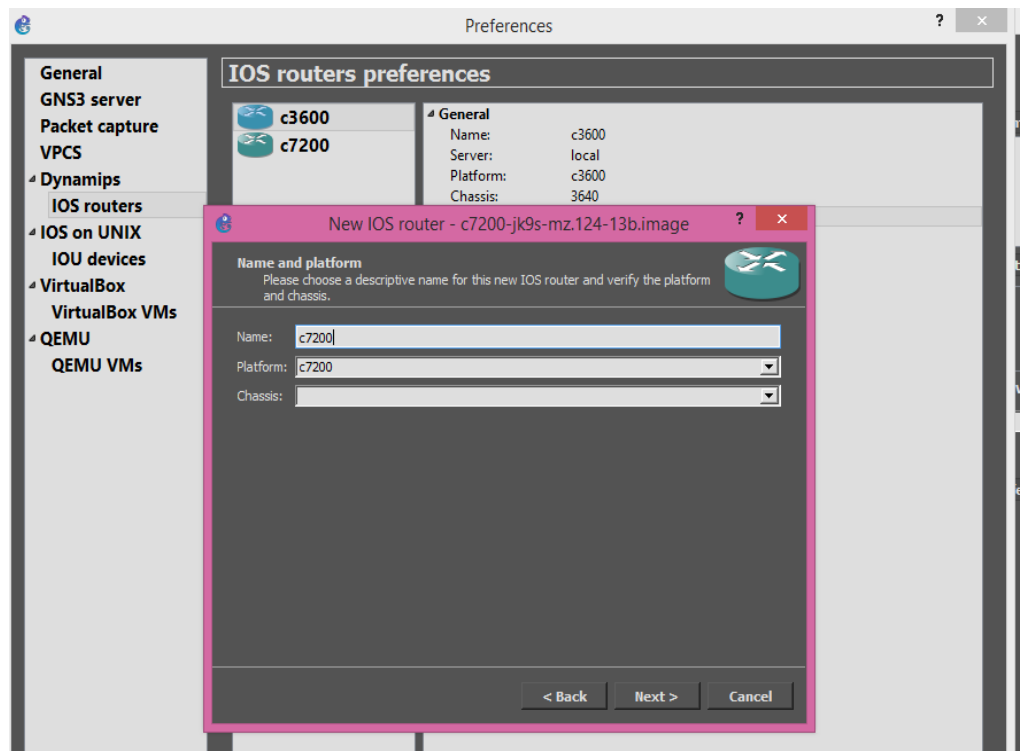 Preferences
?
×
General
GNS3 server
Packet capture
VPCS
Dynamips
IOS routers
IOS on UNIX
IOU devices
VirtualBox
VirtualBox VMs
QEMU
QEMU VMs
IOS routers preferences
c3600
c7200
General
Name: c3600
Server: local
Platform: c3600
Chassis: 3640
New IOS router - c7200-jk9s-mz.124-13b.image
?
×
Name and platform
Please choose a descriptive name for this new IOS router and verify the platform
and chassis.
Name: c7200
Platform: c7200
Chassis:
< Back
Next >
Cancel